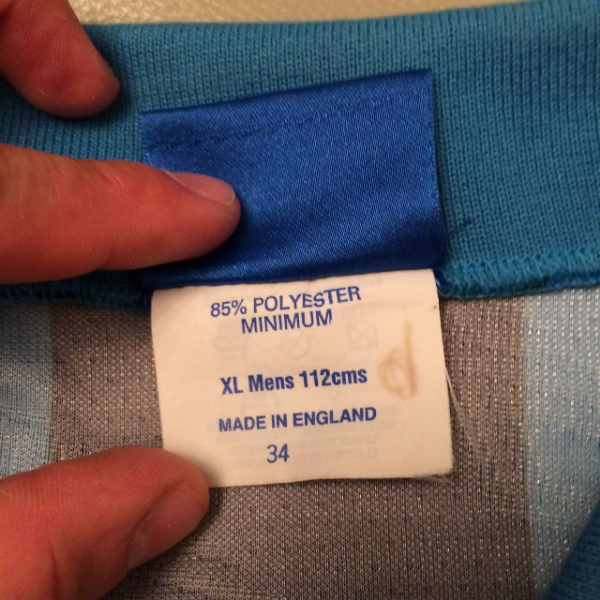 85% POLYESTER
MINIMUM
XL Mens 112cms
MADE IN ENGLAND
34